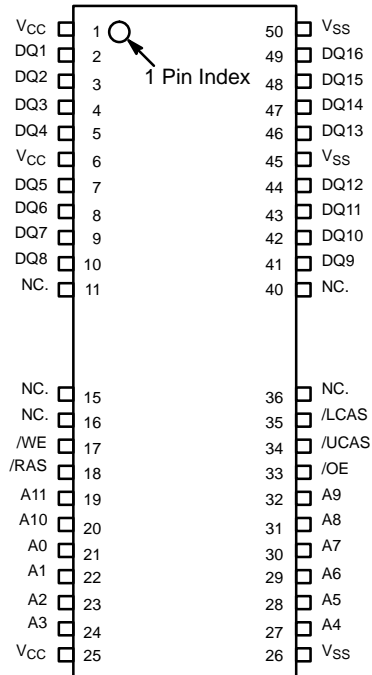 VCC 1 50 VSS
DQ1 2 49 DQ16
1 Pin Index
DQ2 3 48 DQ15
DQ3 4 47 DQ14
DQ4 5 46 DQ13
VCC 6 45 VSS
DQ5 7 44 DQ12
DQ6 8 43 DQ11
DQ7 9 42 DQ10
DQ8 10 41 DQ9
NC. 11 40 NC.
NC. 15 36 NC.
NC. 16 35 /LCAS
/WE 17 34 /UCAS
/RAS 18 33 /OE
A11 19 32 A9
A10 20 31 A8
A0 21 30 A7
A1 22 29 A6
A2 23 28 A5
A3 24 27 A4
VCC 25 26 VSS